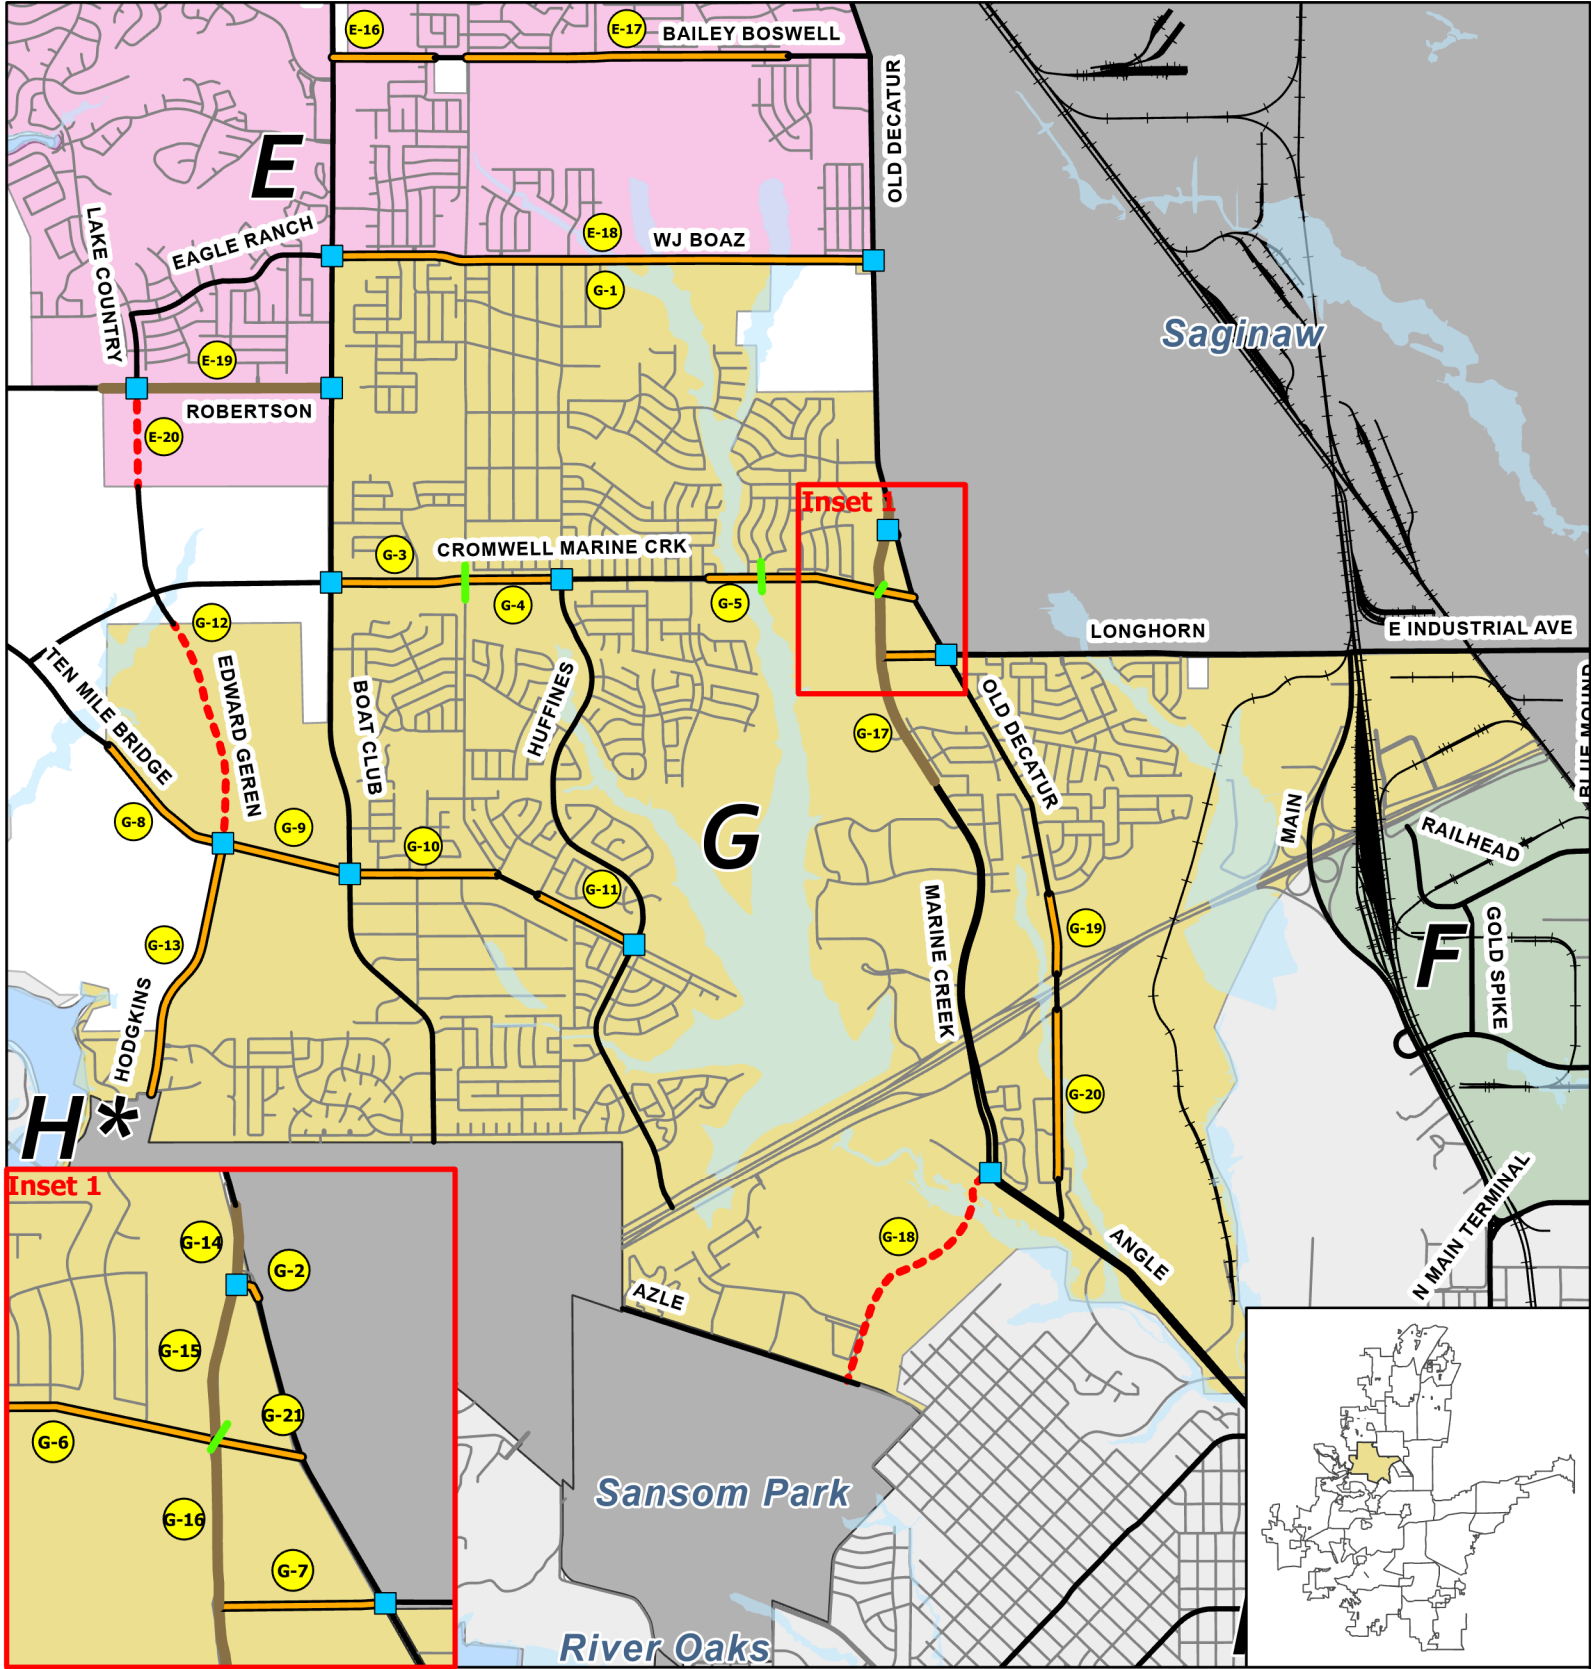 E-16
E-17
BAILEY BOSWELL
OLD DECATUR
E
LAKE COUNTRY
EAGLE RANCH
E-18
WJ BOAZ
G-1
Saginaw
E-19
ROBERTSON
E-20
Inset 1
G-3
CROMWELL MARINE CRK
G-4
G-5
G-12
LONGHORN
E INDUSTRIAL AVE
TEN MILE BRIDGE
EDWARD GEREN
BOAT CLUB
HUFFINES
G-17
OLD DECATUR
BLUE MOUND
G-8
G-9
G-10
G
MAIN
RAILHEAD
G-11
G-13
MARINE CREEK
G-19
F
GOLD SPIKE
HODGKINS
H*
G-20
N MAIN TERMINAL
G-18
ANGLE
AZLE
Inset 1
G-14
G-2
G-15
G-21
G-6
G-16
G-7
Sansom Park
River Oaks